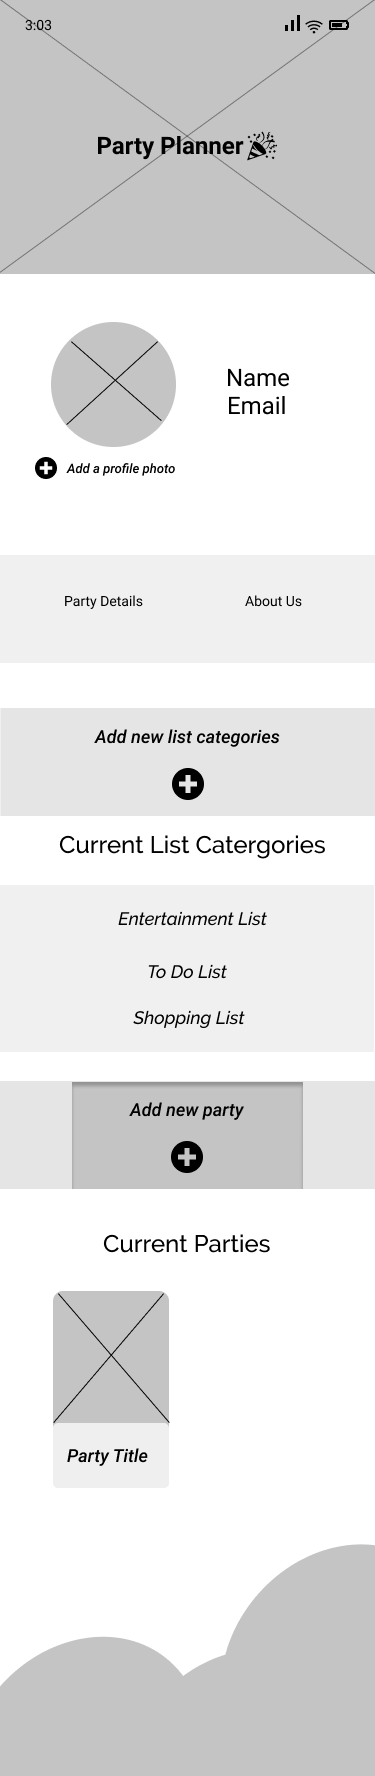 3:03
Party Planner
Name
Email
Add a profile photo
Party Details
About Us
Add new list categories
Current List Catergories
Entertainment List
To Do List
Shopping List
Add new party
Current Parties
Party Title